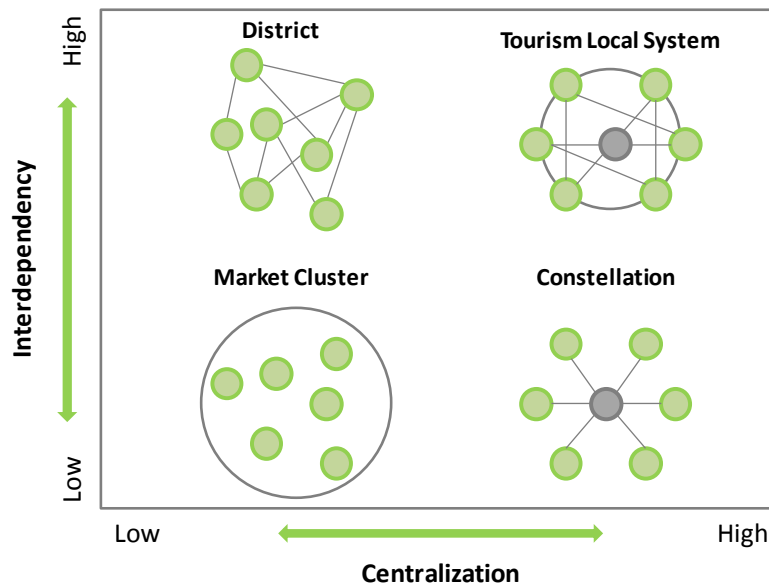 District
Tourism Local System
High
Interdependency
Market Cluster
Constellation
Low
Low
High
Centralization